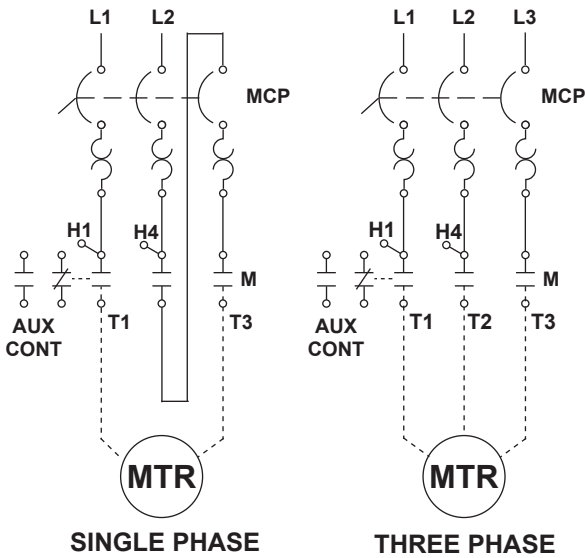 L1 L2
MCP
H1 H4
M
T1 T3
AUX
CONT
MTR
SINGLE PHASE
L1 L2 L3
MCP
H1 H4
M
T1 T2 T3
AUX
CONT
MTR
THREE PHASE